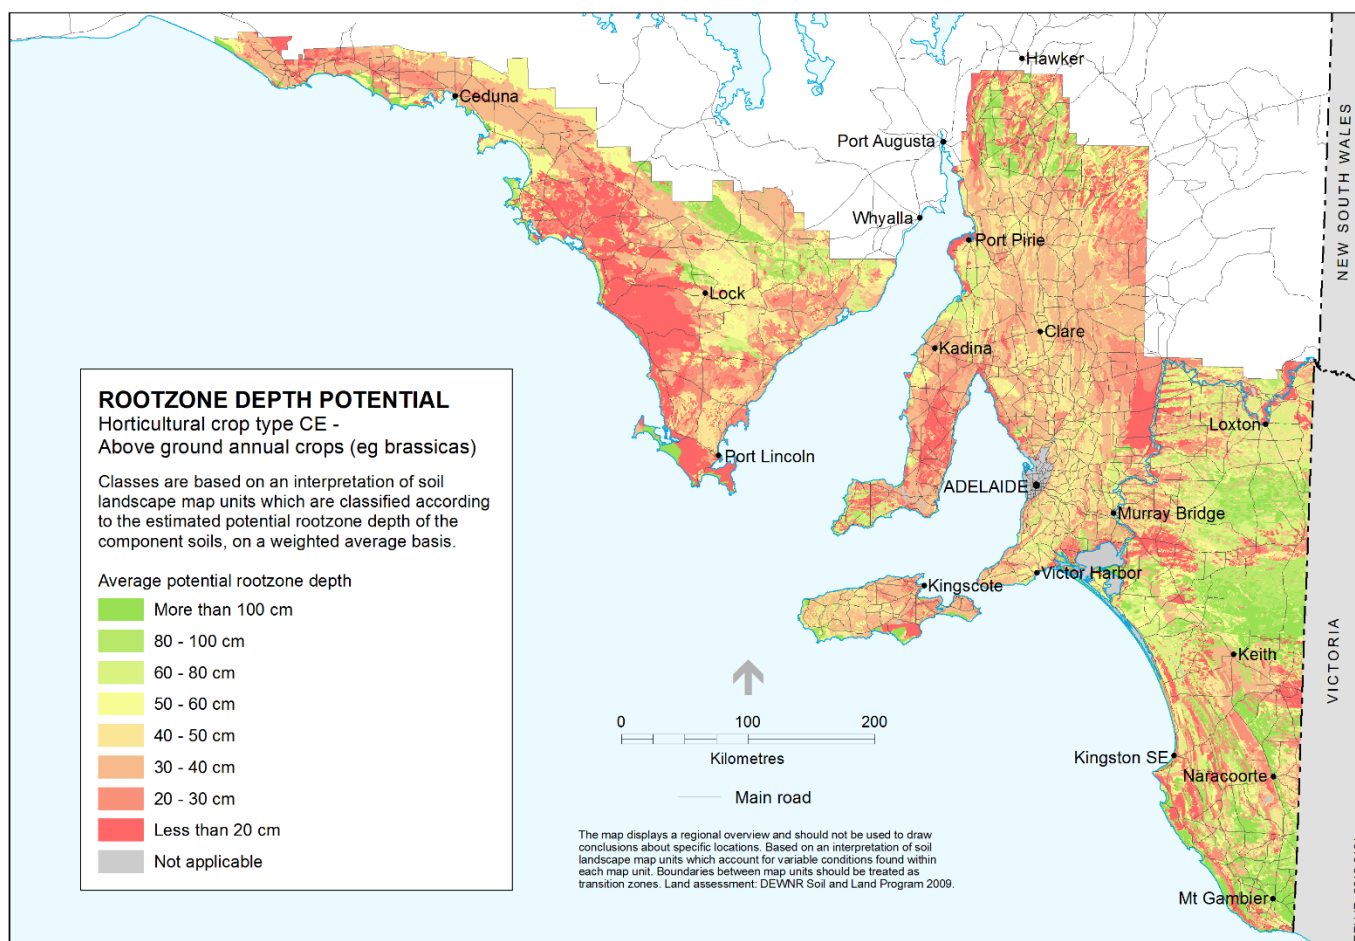 Hawker
Ceduna
Port Augusta
Whyalla
Port Pirie
Lock
Clare
Kadina
Port Lincoln
Loxton
ADELAIDE
Murray Bridge
Victor Harbor
Kingscote
Keith
Kingston SE
Naracoorte
Mt Gambier
NEW SOUTH WALES
VICTORIA
ROOTZONE DEPTH POTENTIAL
Horticultural crop type CE -
Above ground annual crops (eg brassicas)
Classes are based on an interpretation of soil
landscape map units which are classified according
to the estimated potential rootzone depth of the
component soils, on a weighted average basis.
Average potential rootzone depth
More than 100 cm
80 - 100 cm
60 - 80 cm
50 - 60 cm
40 - 50 cm
30 - 40 cm
20 - 30 cm
Less than 20 cm
Not applicable
0 100 200
Kilometres
Main road
The map displays a regional overview and should not be used to draw
conclusions about specific locations. Based on an interpretation of soil
landscape map units which account for variable conditions found within
each map unit. Boundaries between map units should be treated as
transition zones. Land assessment: DEWNR Soil and Land Program 2009.